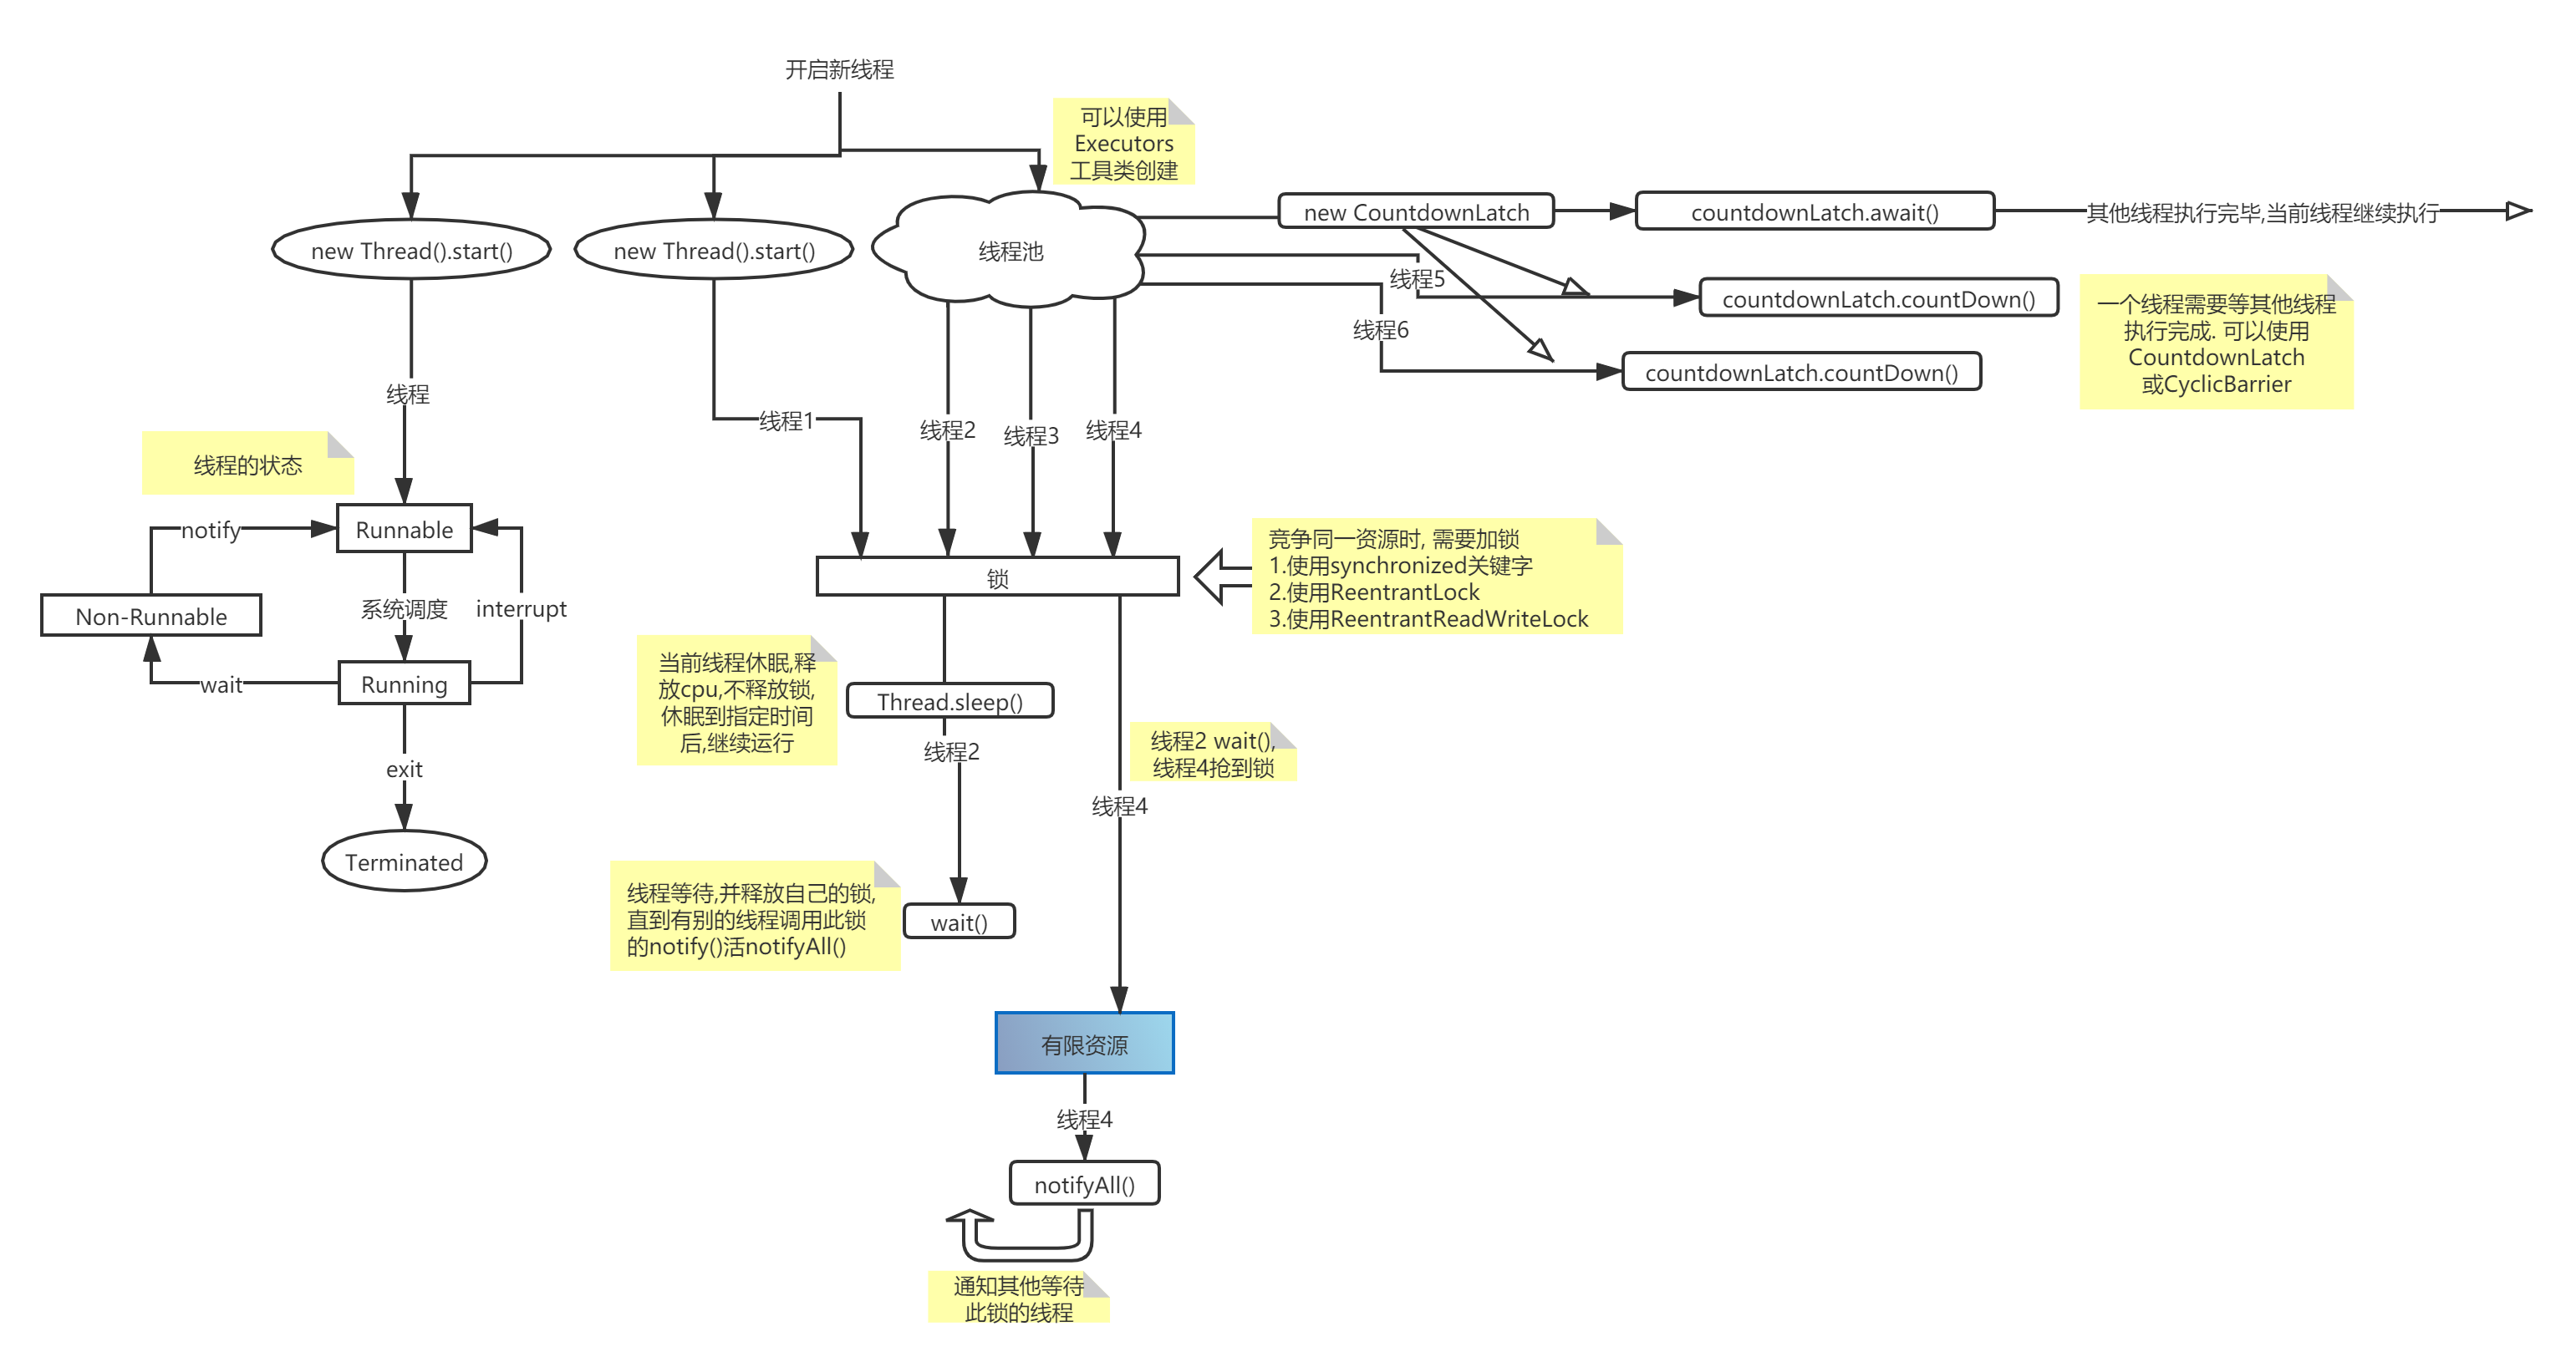 开启新线程
可以使用
Executors
工具类创建
new Thread().start()
new Thread().start()
线程池
new CountdownLatch
countdownLatch.await()
其他线程执行完毕,当前线程继续执行
线程5
countdownLatch.countDown()
线程6
countdownLatch.countDown()
一个线程需要等其他线程
执行完成. 可以使用
CountdownLatch
或CyclicBarrier
线程
线程1
线程2
线程3
线程4
线程的状态
notify
Runnable
Non-Runnable
系统调度
interrupt
wait
Running
exit
Terminated
锁
竞争同一资源时, 需要加锁
1.使用synchronized关键字
2.使用ReentrantLock
3.使用ReentrantReadWriteLock
当前线程休眠,释
放cpu,不释放锁,
休眠到指定时间
后,继续运行
Thread.sleep()
线程2
线程2 wait(),
线程4抢到锁
线程4
线程等待,并释放自己的锁,
直到有别的线程调用此锁
的notify()活notifyAll()
wait()
有限资源
线程4
notifyAll()
通知其他等待
此锁的线程